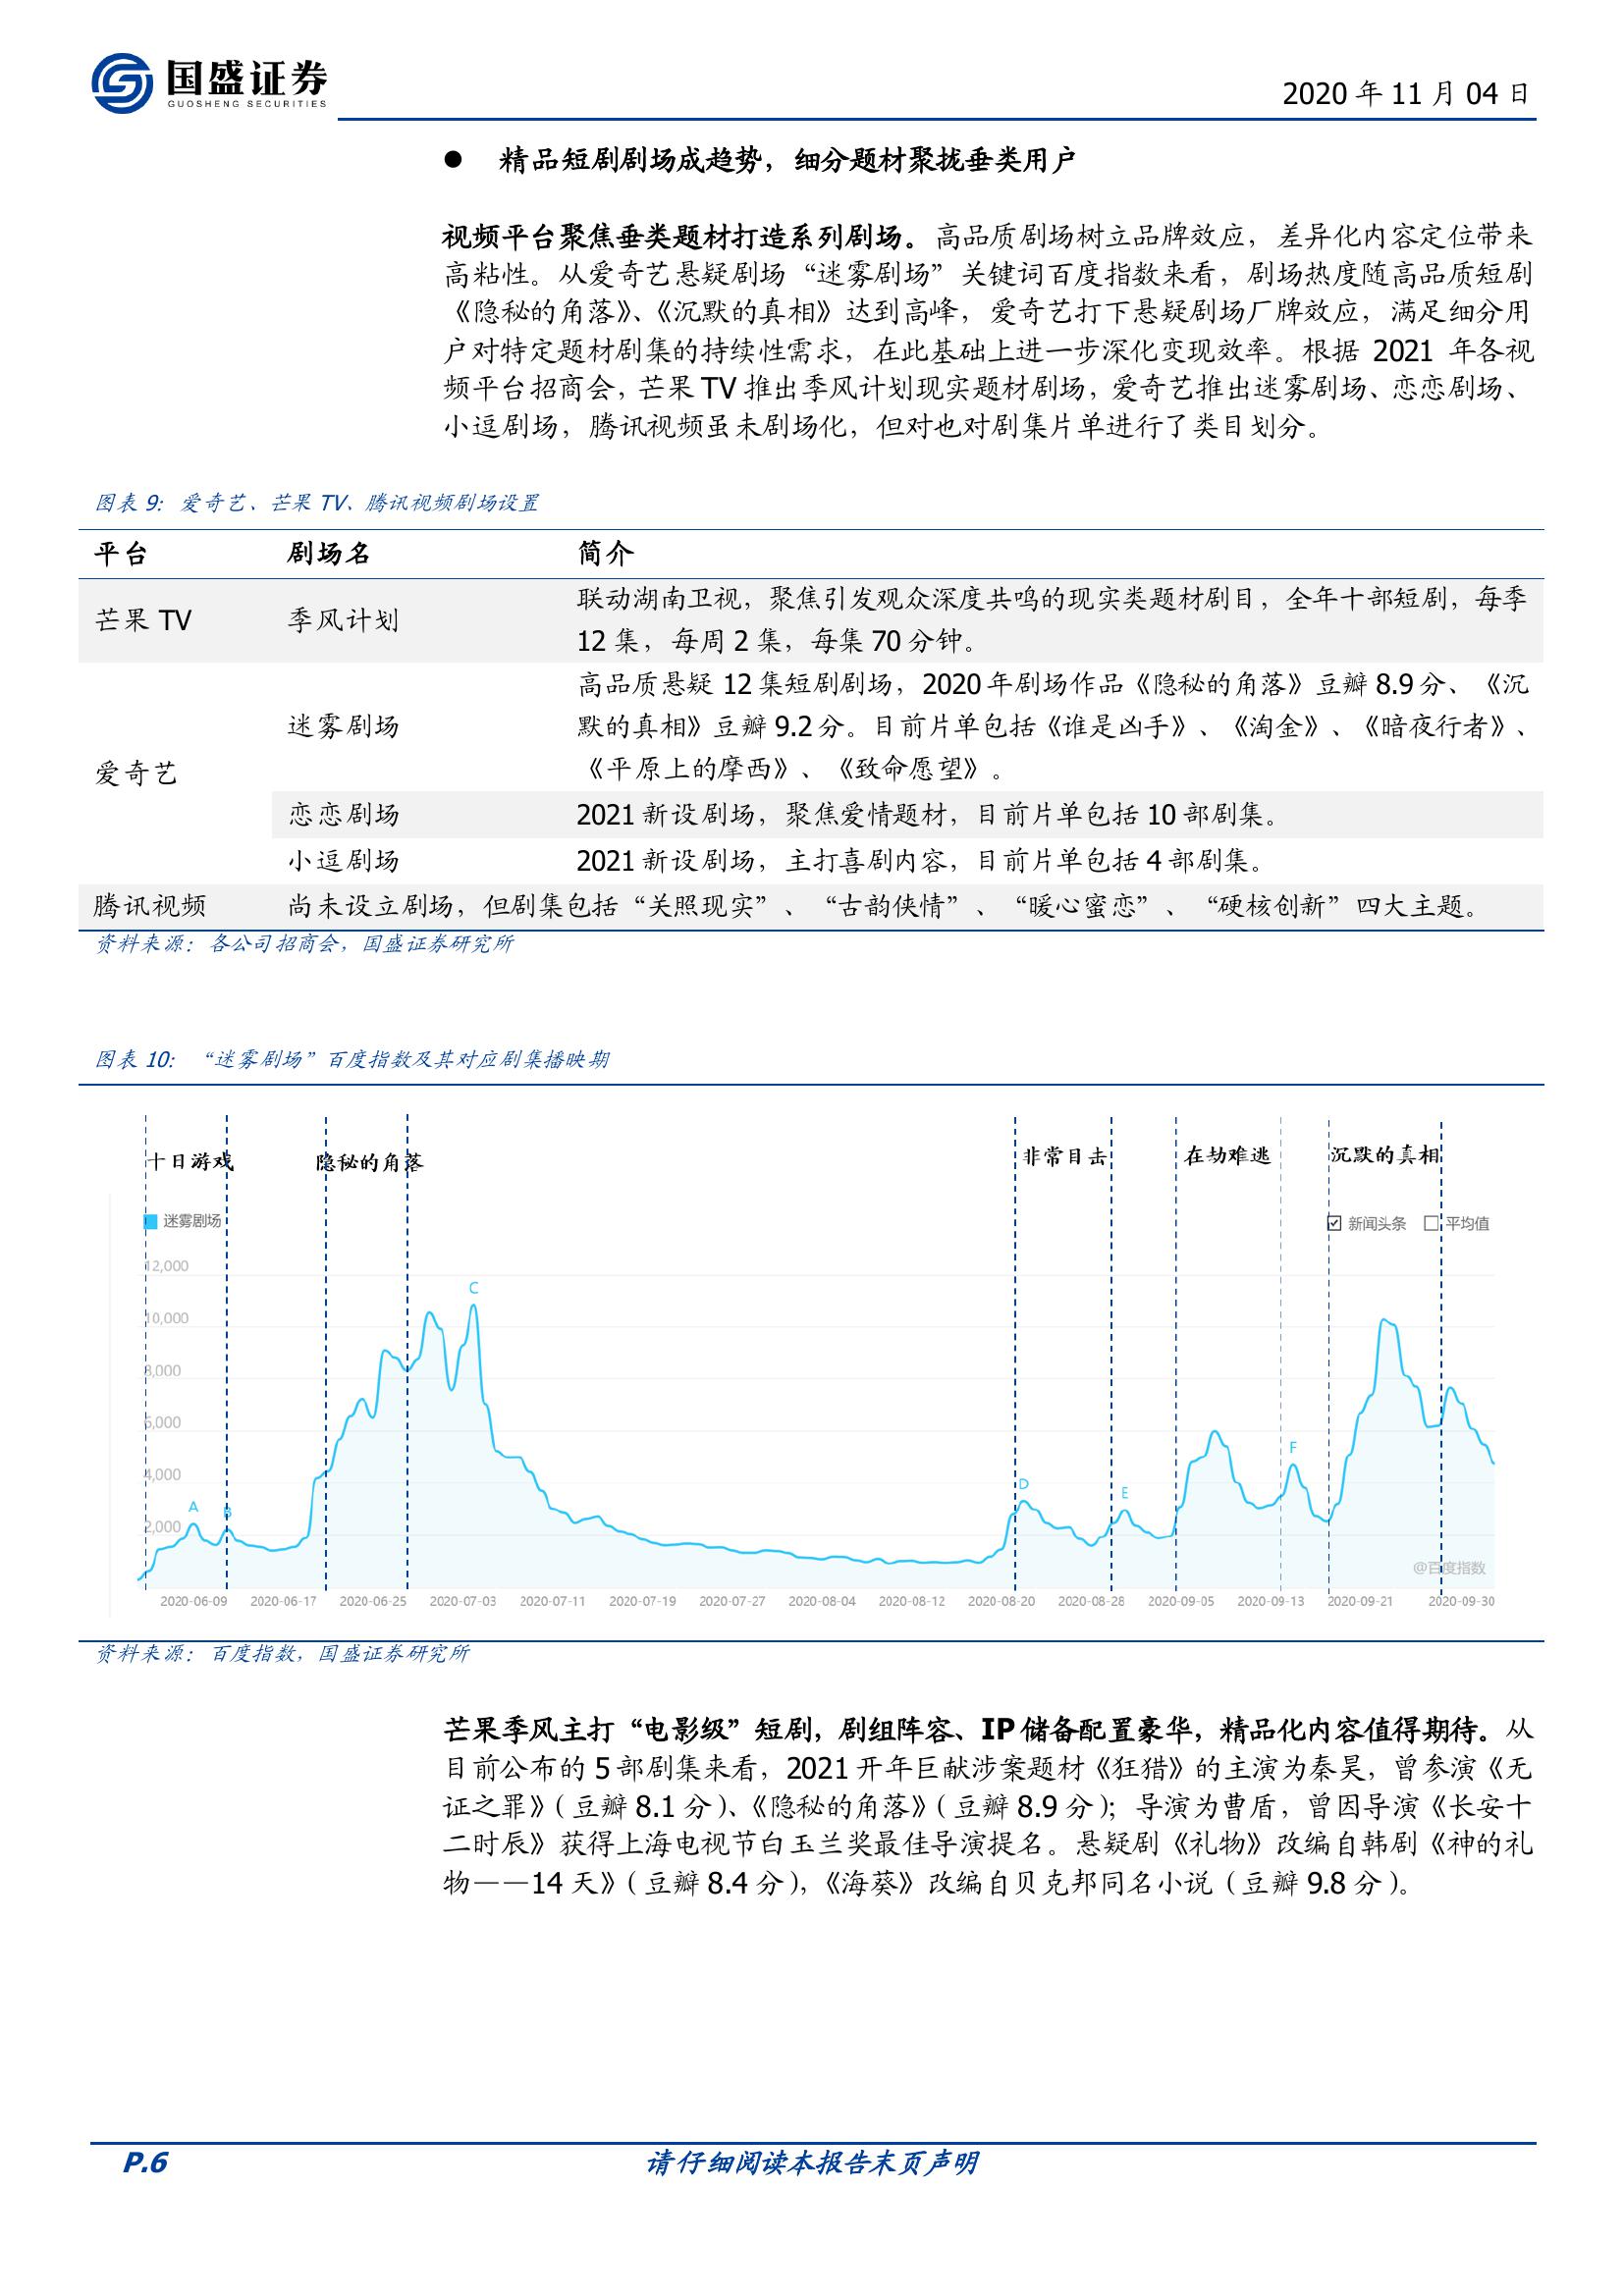 国盛证券
GUOSHENG SECURITIES
2020 年 11 月 04 日
● 精品短剧剧场成趋势，细分题材聚拢垂类用户
视频平台聚焦垂类题材打造系列剧场。高品质剧场树立品牌效应，差异化内容定位带来
高粘性。从爱奇艺悬疑剧场“迷雾剧场”关键词百度指数来看，剧场热度随高品质短剧
《隐秘的角落》、《沉默的真相》达到高峰，爱奇艺打下悬疑剧场厂牌效应，满足细分用
户对特定题材剧集的持续性需求，在此基础上进一步深化变现效率。根据 2021 年各视
频平台招商会，芒果 TV 推出季风计划现实题材剧场，爱奇艺推出迷雾剧场、恋恋剧场、
小逗剧场，腾讯视频虽未剧场化，但对也对剧集片单进行了类目划分。
图表 9: 爱奇艺、芒果 TV、腾讯视频剧场设置
平台 剧场名 简介
芒果 TV 季风计划 联动湖南卫视，聚焦引发观众深度共鸣的现实类题材剧目，全年十部短剧，每季
12 集，每周 2 集，每集 70 分钟。
爱奇艺 迷雾剧场 高品质悬疑 12 集短剧剧场，2020 年剧场作品《隐秘的角落》豆瓣 8.9 分、《沉
默的真相》豆瓣 9.2 分。目前片单包括《谁是凶手》、《淘金》、《暗夜行者》、
《平原上的摩西》、《致命愿望》。
恋恋剧场 2021 新设剧场，聚焦爱情题材，目前片单包括 10 部剧集。
小逗剧场 2021 新设剧场，主打喜剧内容，目前片单包括 4 部剧集。
腾讯视频 尚未设立剧场，但剧集包括“关照现实”、“古韵侠情”、“暖心蜜恋”、“硬核创新”四大主题。
资料来源：各公司招商会，国盛证券研究所
图表 10: “迷雾剧场”百度指数及其对应剧集播映期
十日游戏 隐秘的角落 非常目击 在劫难逃 沉默的真相
迷雾剧场 新闻头条 平均值
12,000
C
10,000
8,000
6,000
F
4,000
D
E
A
B
2,000
@百度指数
2020-06-09 2020-06-17 2020-06-25 2020-07-03 2020-07-11 2020-07-19 2020-07-27 2020-08-04 2020-08-12 2020-08-20 2020-08-28 2020-09-05 2020-09-13 2020-09-21 2020-09-30
资料来源：百度指数，国盛证券研究所
芒果季风主打“电影级”短剧，剧组阵容、IP 储备配置豪华，精品化内容值得期待。从
目前公布的 5 部剧集来看，2021 开年巨献涉案题材《狂猎》的主演为秦昊，曾参演《无
证之罪》（豆瓣 8.1 分）、《隐秘的角落》（豆瓣 8.9 分）；导演为曹盾，曾因导演《长安十
二时辰》获得上海电视节白玉兰奖最佳导演提名。悬疑剧《礼物》改编自韩剧《神的礼
物——14 天》（豆瓣 8.4 分），《海葵》改编自贝克邦同名小说（豆瓣 9.8 分）。
P.6
请仔细阅读本报告末页声明